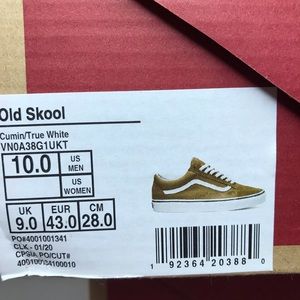 Old Skool
Cumin/True White
VN0A38G1UKT
10.0 US MEN
US WOMEN
UK EUR CM
9.0 43.0 28.0
PO#4001001341
CLK - 01/20
CPSIA PO/CUT#
1 92364 20388 0